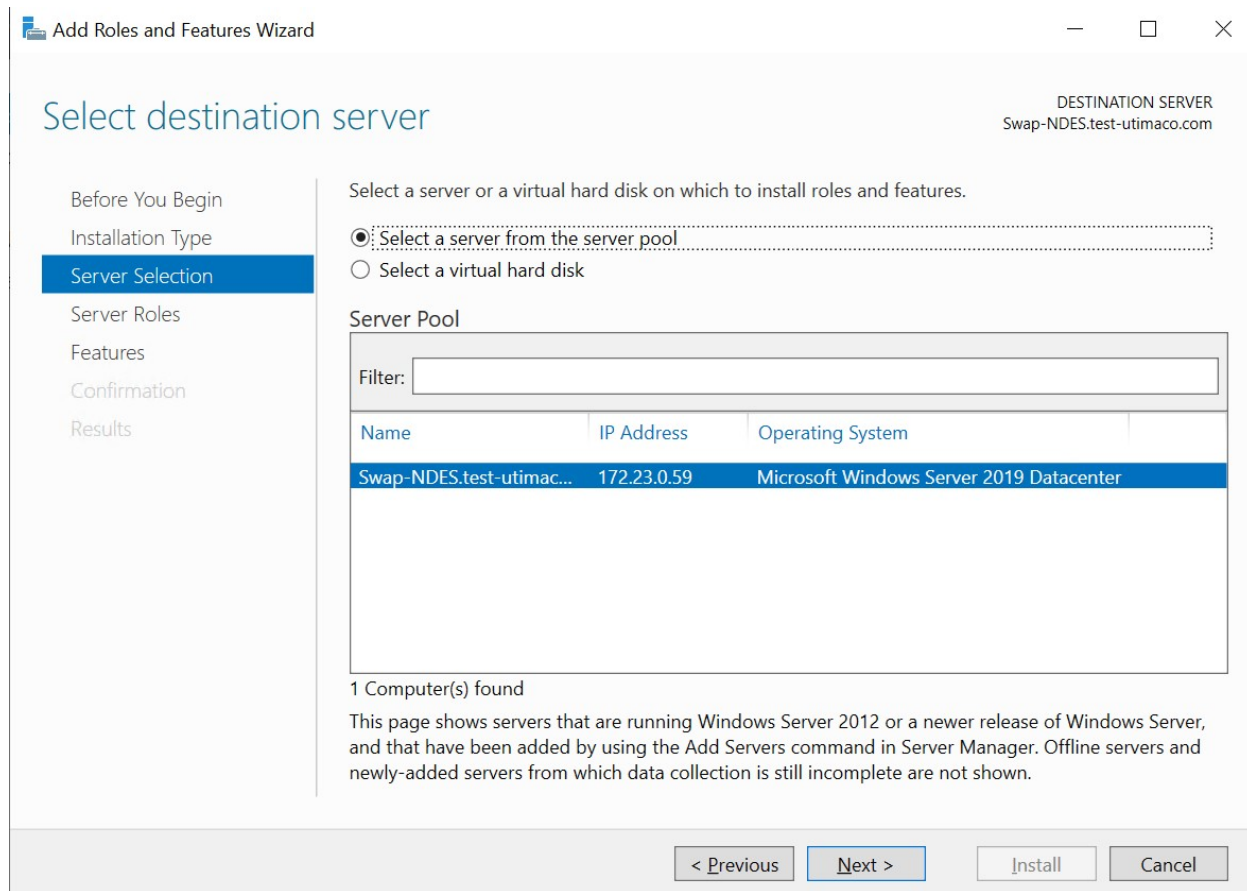 Add Roles and Features Wizard
Select destination server
DESTINATION SERVER
Swap-NDES.test-utimaco.com
Before You Begin
Installation Type
Server Selection
Server Roles
Features
Confirmation
Results
Select a server or a virtual hard disk on which to install roles and features.
Select a server from the server pool
Select a virtual hard disk
Server Pool
Filter:
Name IP Address Operating System
Swap-NDES.test-utimac... 172.23.0.59 Microsoft Windows Server 2019 Datacenter
1 Computer(s) found
This page shows servers that are running Windows Server 2012 or a newer release of Windows Server,
and that have been added by using the Add Servers command in Server Manager. Offline servers and
newly-added servers from which data collection is still incomplete are not shown.
< Previous Next > Install Cancel